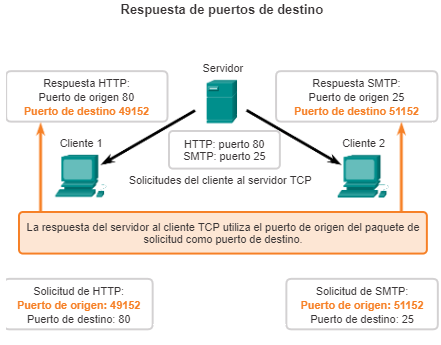 Respuesta de puertos de destino
Servidor
Respuesta HTTP:
Puerto de origen 80
Puerto de destino 49152
Respuesta SMTP:
Puerto de origen 25
Puerto de destino 51152
Cliente 1
HTTP: puerto 80
SMTP: puerto 25
Cliente 2
Solicitudes del cliente al servidor TCP
La respuesta del servidor al cliente TCP utiliza el puerto de origen del paquete de
solicitud como puerto de destino.
Solicitud de HTTP:
Puerto de origen: 49152
Puerto de destino: 80
Solicitud de SMTP:
Puerto de origen: 51152
Puerto de destino: 25